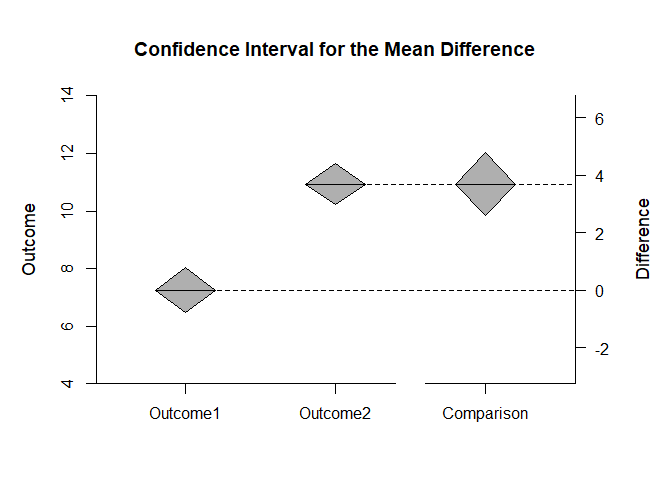 Confidence Interval for the Mean Difference
Outcome
14
12
10
8
6
4
6
4
2
0
-2
Difference
Outcome1 Outcome2 Comparison